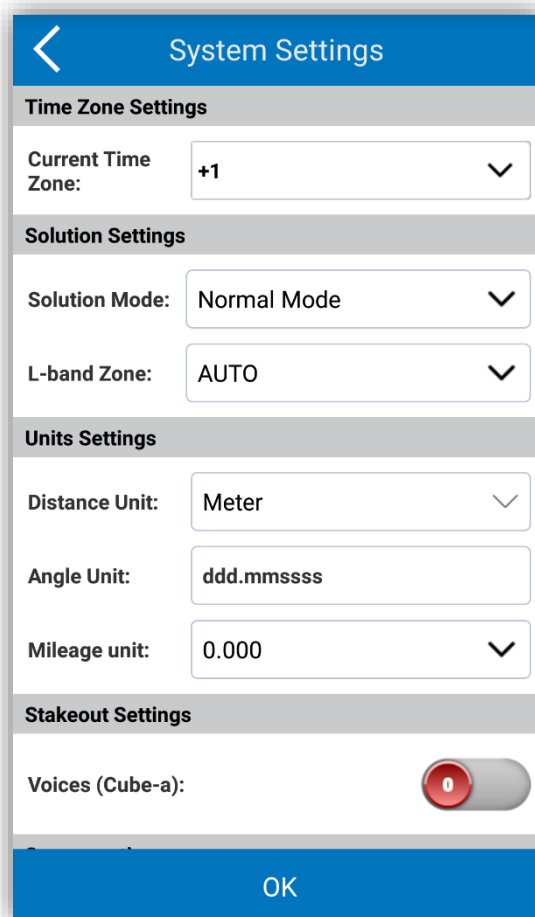 System Settings
Time Zone Settings
Current Time
Zone:
+1
Solution Settings
Solution Mode:
Normal Mode
L-band Zone:
AUTO
Units Settings
Distance Unit:
Meter
Angle Unit:
ddd.mmssss
Mileage unit:
0.000
Stakeout Settings
Voices (Cube-a):
0
OK